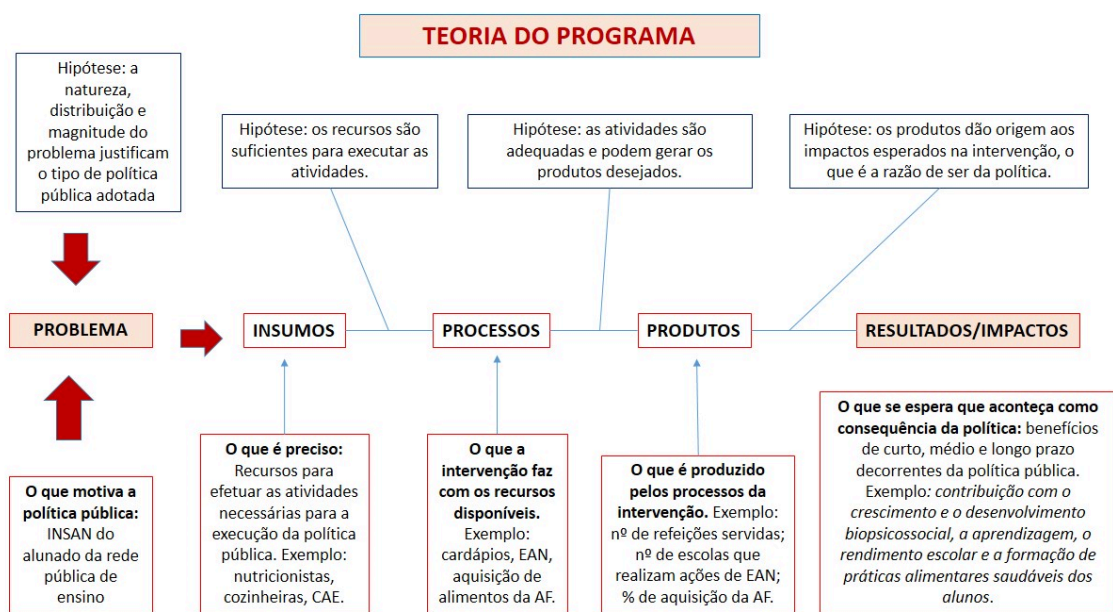 TEORIA DO PROGRAMA
Hipótese: a
natureza,
distribuição e
magnitude do
problema justificam
o tipo de política
pública adotada
Hipótese: os recursos são
suficientes para executar as
atividades.
Hipótese: as atividades são
adequadas e podem gerar os
produtos desejados.
Hipótese: os produtos dão origem aos
impactos esperados na intervenção, o
que é a razão de ser da política.
PROBLEMA
INSUMOS
PROCESSOS
PRODUTOS
RESULTADOS/IMPACTOS
O que motiva a
política pública:
INSAN do
alunado da rede
pública de
ensino
O que é preciso:
Recursos para
efetuar as atividades
necessárias para a
execução da política
pública. Exemplo:
nutricionistas,
cozinheiras, CAE.
O que a
intervenção faz
com os recursos
disponíveis.
Exemplo:
cardápios, EAN,
aquisição de
alimentos da AF.
O que é produzido
pelos processos da
intervenção. Exemplo:
nº de refeições servidas;
nº de escolas que
realizam ações de EAN;
% de aquisição da AF.
O que se espera que aconteça como
consequência da política: benefícios
de curto, médio e longo prazo
decorrentes da política pública.
Exemplo: contribuição com o
crescimento e o desenvolvimento
biopsicossocial, a aprendizagem, o
rendimento escolar e a formação de
práticas alimentares saudáveis dos
alunos.